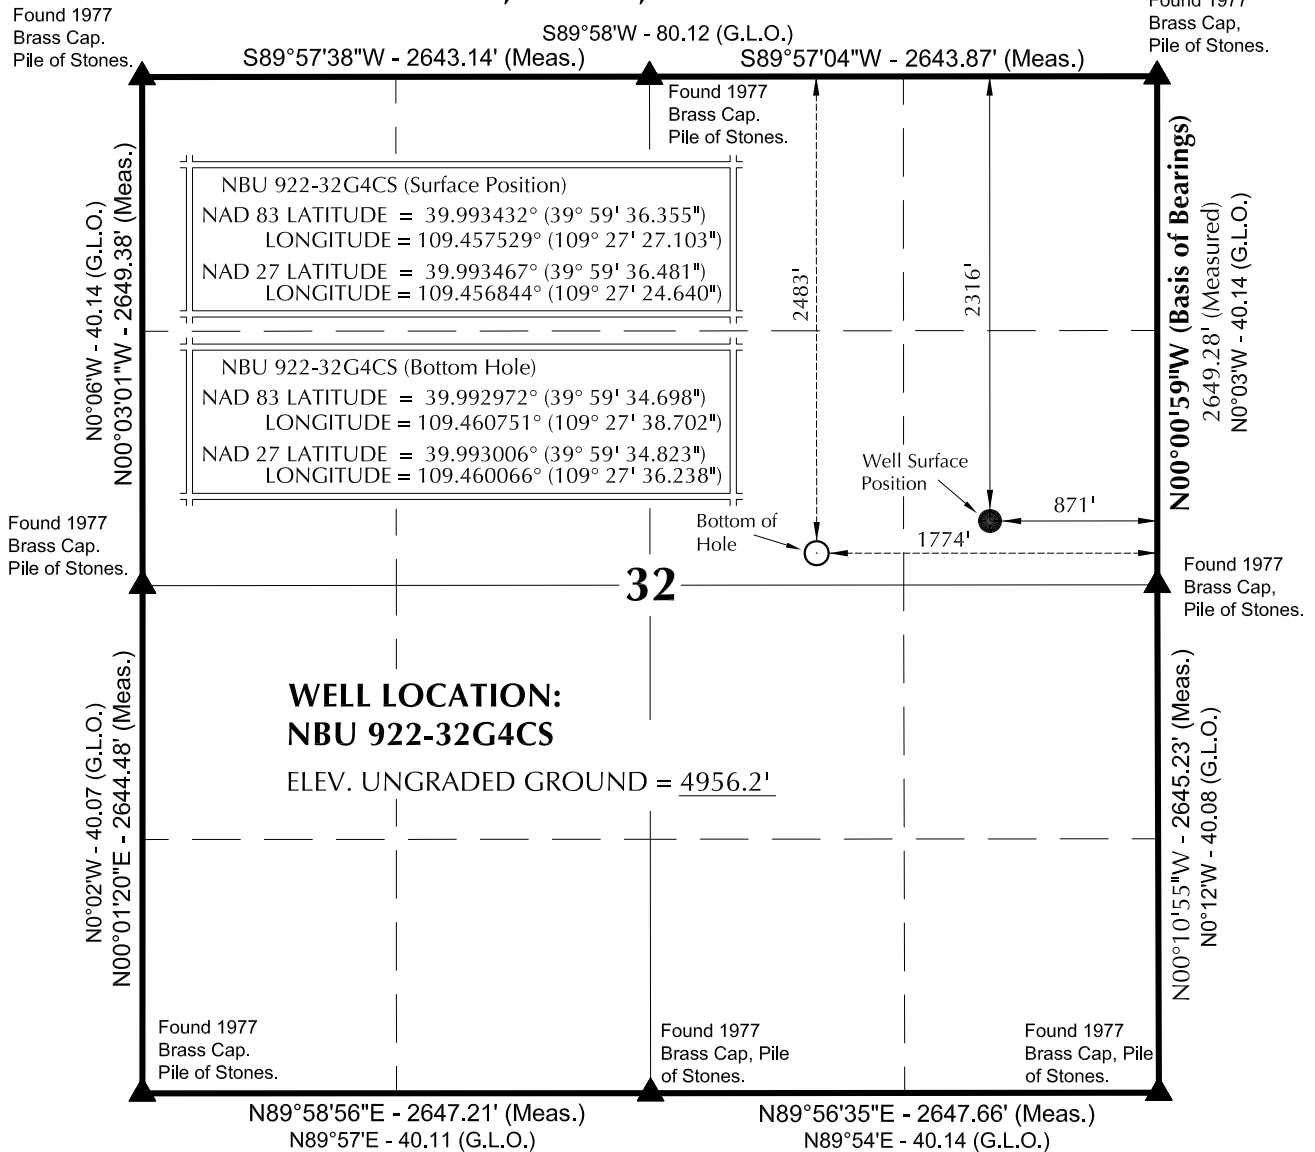 Found 1977
Brass Cap.
Pile of Stones.
S89°58'W - 80.12 (G.L.O.)
S89°57'38"W - 2643.14' (Meas.)
S89°57'04"W - 2643.87' (Meas.)
Found 1977
Brass Cap,
Pile of Stones.
Found 1977
Brass Cap.
Pile of Stones.
NBU 922-32G4CS (Surface Position)
NAD 83 LATITUDE = 39.993432° (39° 59' 36.355")
LONGITUDE = 109.457529° (109° 27' 27.103")
NAD 27 LATITUDE = 39.993467° (39° 59' 36.481")
LONGITUDE = 109.456844° (109° 27' 24.640")
NBU 922-32G4CS (Bottom Hole)
NAD 83 LATITUDE = 39.992972° (39° 59' 34.698")
LONGITUDE = 109.460751° (109° 27' 38.702")
NAD 27 LATITUDE = 39.993006° (39° 59' 34.823")
LONGITUDE = 109.460066° (109° 27' 36.238")
N0°06'W - 40.14 (G.L.O.)
N00°03'01"W - 2649.38' (Meas.)
2483'
2316'
N00°00'59"W (Basis of Bearings)
2649.28' (Measured)
N0°03'W - 40.14 (G.L.O.)
Well Surface
Position
871'
Bottom of
Hole
1774'
Found 1977
Brass Cap.
Pile of Stones.
32
Found 1977
Brass Cap,
Pile of Stones.
WELL LOCATION:
NBU 922-32G4CS
ELEV. UNGRADED GROUND = 4956.2'
N0°02'W - 40.07 (G.L.O.)
N00°01'20"E - 2644.48' (Meas.)
N00°10'55"W - 2645.23' (Meas.)
N0°12'W - 40.08 (G.L.O.)
Found 1977
Brass Cap.
Pile of Stones.
Found 1977
Brass Cap, Pile
of Stones.
Found 1977
Brass Cap, Pile
of Stones.
N89°58'56"E - 2647.21' (Meas.)
N89°57'E - 40.11 (G.L.O.)
N89°56'35"E - 2647.66' (Meas.)
N89°54'E - 40.14 (G.L.O.)